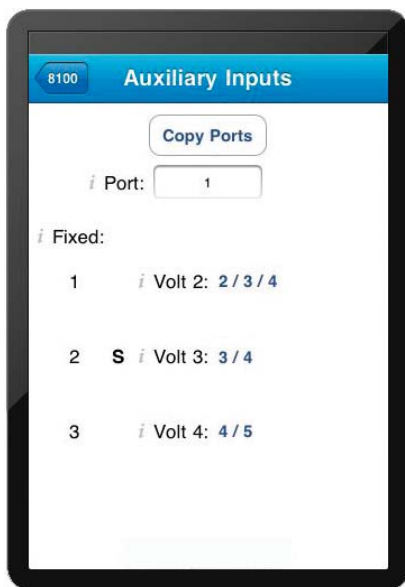 8100 Auxiliary Inputs
Copy Ports
i Port: 1
i Fixed:
1 i Volt 2: 2 / 3 / 4
2 S i Volt 3: 3 / 4
3 i Volt 4: 4 / 5